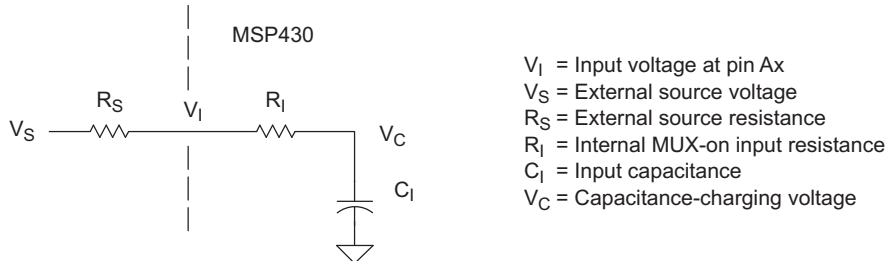 MSP430
V_S
R_S
V_I
R_I
V_C
C_I
V_I = Input voltage at pin Ax
V_S = External source voltage
R_S = External source resistance
R_I = Internal MUX-on input resistance
C_I = Input capacitance
V_C = Capacitance-charging voltage